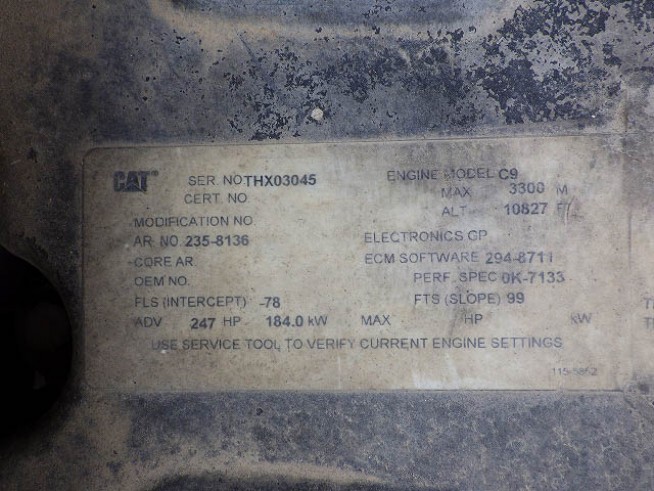 CAT SER. NO. THX03045 ENGINE MODEL C9
CERT NO. MAX 3300 M
ALT 10827 F
MODIFICATION NO.
AR NO. 235-8136 ELECTRONICS GP
CORE AR ECM SOFTWARE 294-8711
OEM NO. PERF. SPEC 0K-7133
FLS (INTERCEPT) -78 FTS (SLOPE) 99
ADV 247 HP 184.0 kW MAX HP kW
USE SERVICE TOOL TO VERIFY CURRENT ENGINE SETTINGS